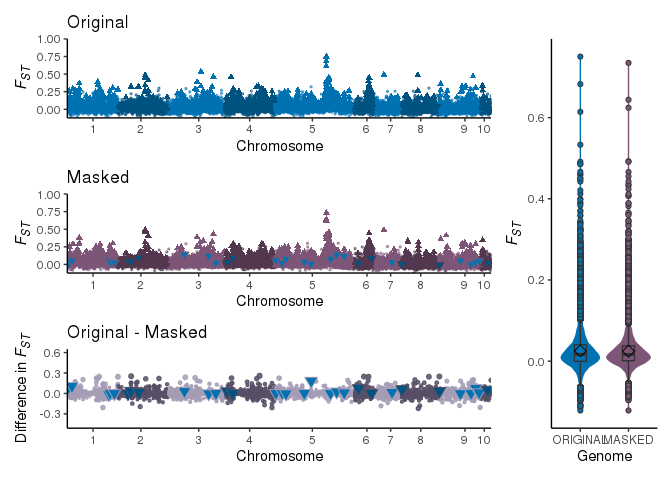 Original
1.00
0.75
0.50
0.25
0.00
F_ST
1 2 3 4 5 6 7 8 9 10
Chromosome
Masked
1.00
0.75
0.50
0.25
0.00
F_ST
1 2 3 4 5 6 7 8 9 10
Chromosome
Original - Masked
0.6
0.3
0.0
-0.3
Difference in F_ST
1 2 3 4 5 6 7 8 9 10
Chromosome
0.6
0.4
0.2
0.0
F_ST
ORIGINAL MASKED
Genome